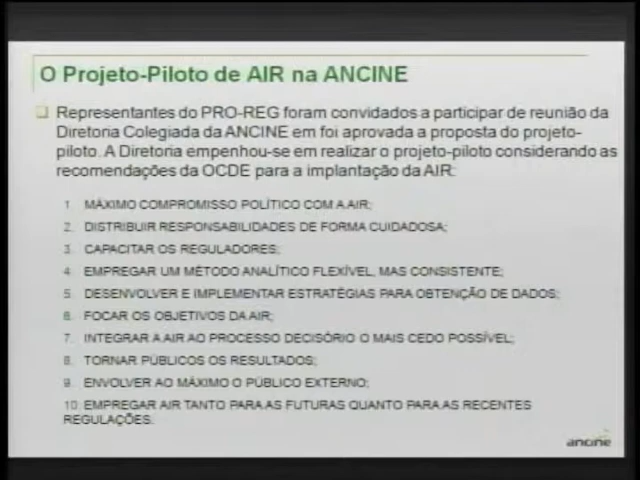 O Projeto-Piloto de AIR na ANCINE
Representantes do PRO-REG foram convidados a participar de reunião da
Diretoria Colegiada da ANCINE em foi aprovada a proposta do projeto-
piloto. A Diretoria empenhou-se em realizar o projeto-piloto considerando as
recomendações da OCDE para a implantação da AIR:
1. MÁXIMO COMPROMISSO POLÍTICO COM A AIR;
2. DISTRIBUIR RESPONSABILIDADES DE FORMA CUIDADOSA;
3. CAPACITAR OS REGULADORES;
4. EMPREGAR UM MÉTODO ANALÍTICO FLEXÍVEL, MAS CONSISTENTE;
5. DESENVOLVER E IMPLEMENTAR ESTRATÉGIAS PARA OBTENÇÃO DE DADOS;
6. FOCAR OS OBJETIVOS DA AIR;
7. INTEGRAR A AIR AO PROCESSO DECISÓRIO O MAIS CEDO POSSÍVEL;
8. TORNAR PÚBLICOS OS RESULTADOS;
9. ENVOLVER AO MÁXIMO O PÚBLICO EXTERNO;
10. EMPREGAR AIR TANTO PARA AS FUTURAS QUANTO PARA AS RECENTES
REGULAÇÕES.
ancine